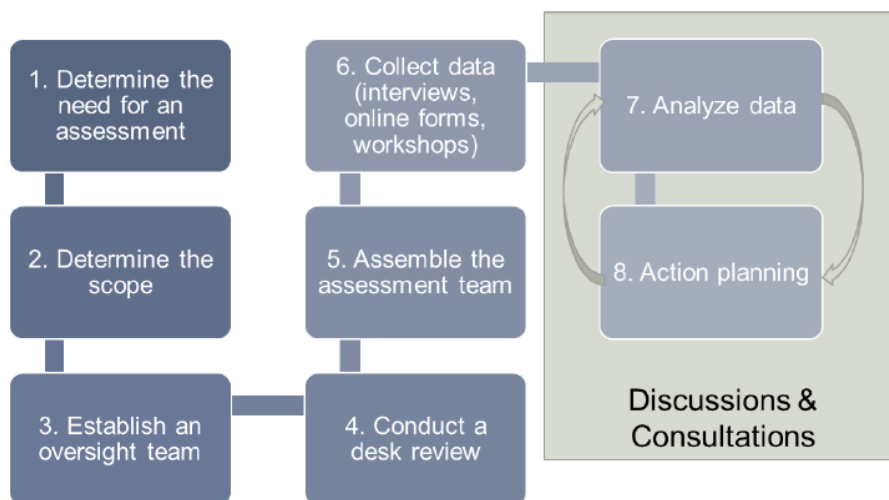 1. Determine the
need for an
assessment
2. Determine the
scope
3. Establish an
oversight team
4. Conduct a
desk review
5. Assemble the
assessment team
6. Collect data
(interviews,
online forms,
workshops)
7. Analyze data
8. Action planning
Discussions &
Consultations